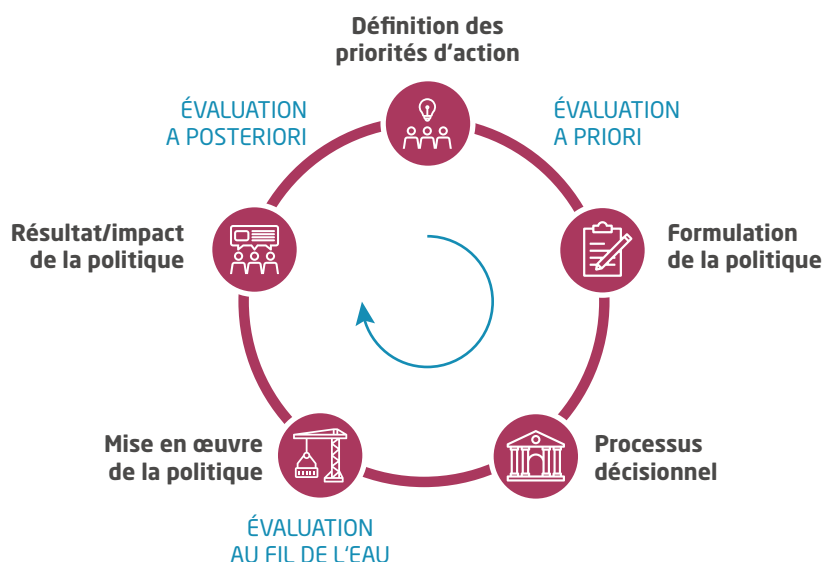 Définition des
priorités d’action
ÉVALUATION
A POSTERIORI
ÉVALUATION
A PRIORI
Résultat/impact
de la politique
Formulation
de la politique
Mise en œuvre
de la politique
Processus
décisionnel
ÉVALUATION
AU FIL DE L’EAU